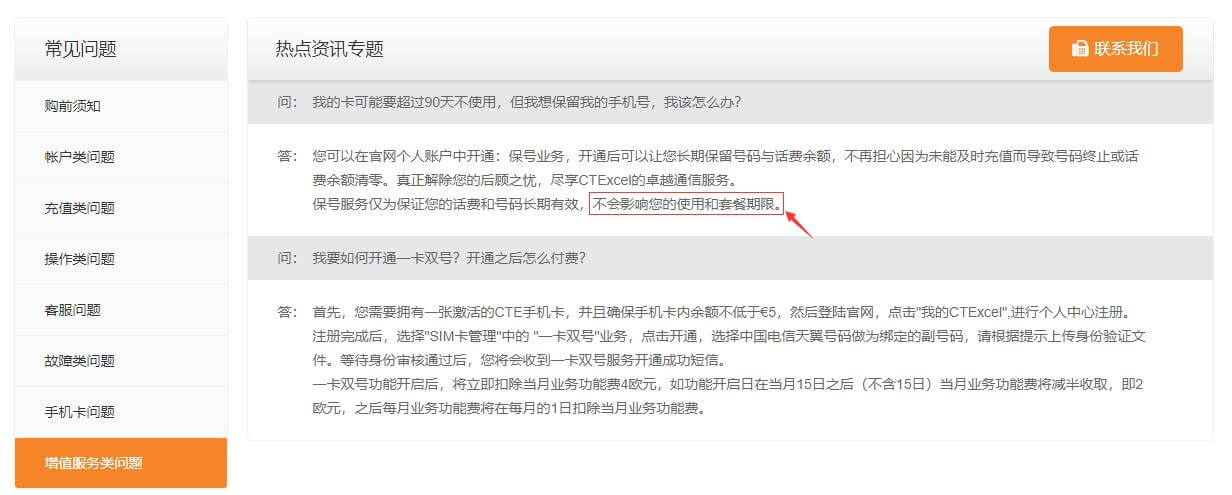 常见问题
购前须知
帐户类问题
充值类问题
操作类问题
客服问题
故障类问题
手机卡问题
增值服务类问题
热点资讯专题
联系我们
问： 我的卡可能要超过90天不使用，但我想保留我的手机号，我该怎么办？
答： 您可以在官网个人账户中开通：保号业务，开通后可以让您长期保留号码与话费余额，不再担心因为未能及时充值而导致号码终止或话
费余额清零。真正解除您的后顾之忧，尽享CTExcel的卓越通信服务。
保号服务仅为保证您的话费和号码长期有效，不会影响您的使用和套餐期限。
问： 我要如何开通一卡双号？开通之后怎么付费？
答： 首先，您需要拥有一张激活的CTE手机卡，并且确保手机卡内余额不低于€5，然后登陆官网，点击"我的CTExcel",进行个人中心注册。
注册完成后，选择"SIM卡管理"中的 "一卡双号"业务，点击开通，选择中国电信天翼号码做为绑定的副号码，请根据提示上传身份验证文
件。等待身份审核通过后，您将会收到一卡双号服务开通成功短信。
一卡双号功能开启后，将立即扣除当月业务功能费4欧元，如功能开启日在当月15日之后（不含15日）当月业务功能费将减半收取，即2
欧元，之后每月业务功能费将在每月的1日扣除当月业务功能费。